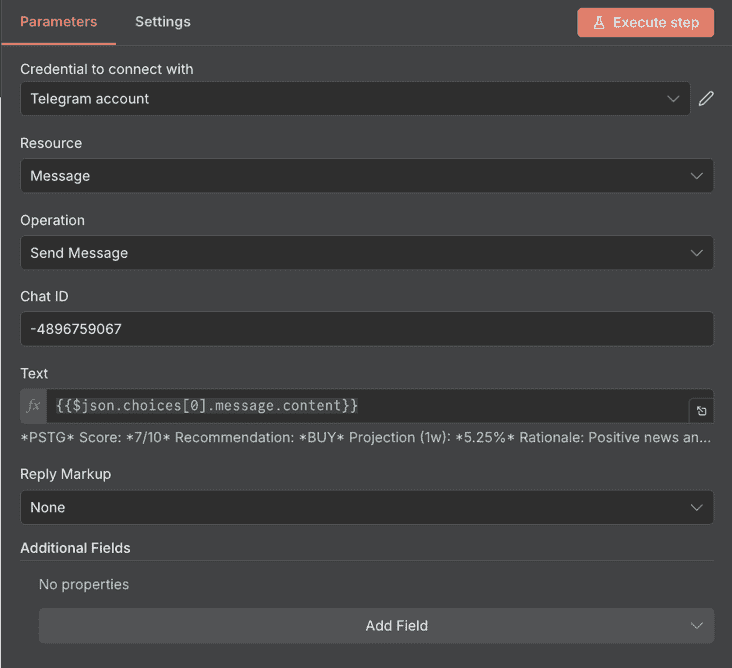 Parameters Settings Execute step
Credential to connect with
Telegram account
Resource
Message
Operation
Send Message
Chat ID
-4896759067
Text
fx {{$json.choices[0].message.content}}
*PSTG* Score: *7/10* Recommendation: *BUY* Projection (1w): *5.25%* Rationale: Positive news an...
Reply Markup
None
Additional Fields
No properties
Add Field